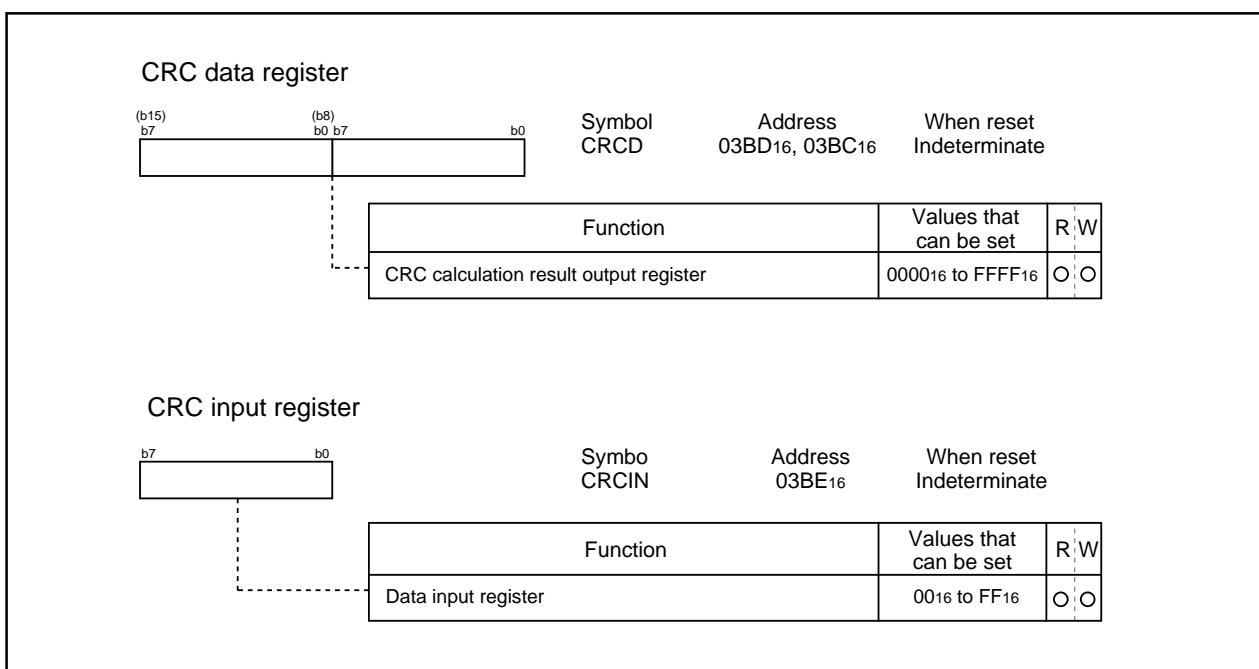 CRC data register
(b15) (b8)
b7 b0 b7 b0
Symbol Address When reset
CRCD 03BD16, 03BC16 Indeterminate
Function Values that can be set R W
CRC calculation result output register 000016 to FFFF16 O O
CRC input register
b7 b0
Symbo Address When reset
CRCIN 03BE16 Indeterminate
Function Values that can be set R W
Data input register 0016 to FF16 O O